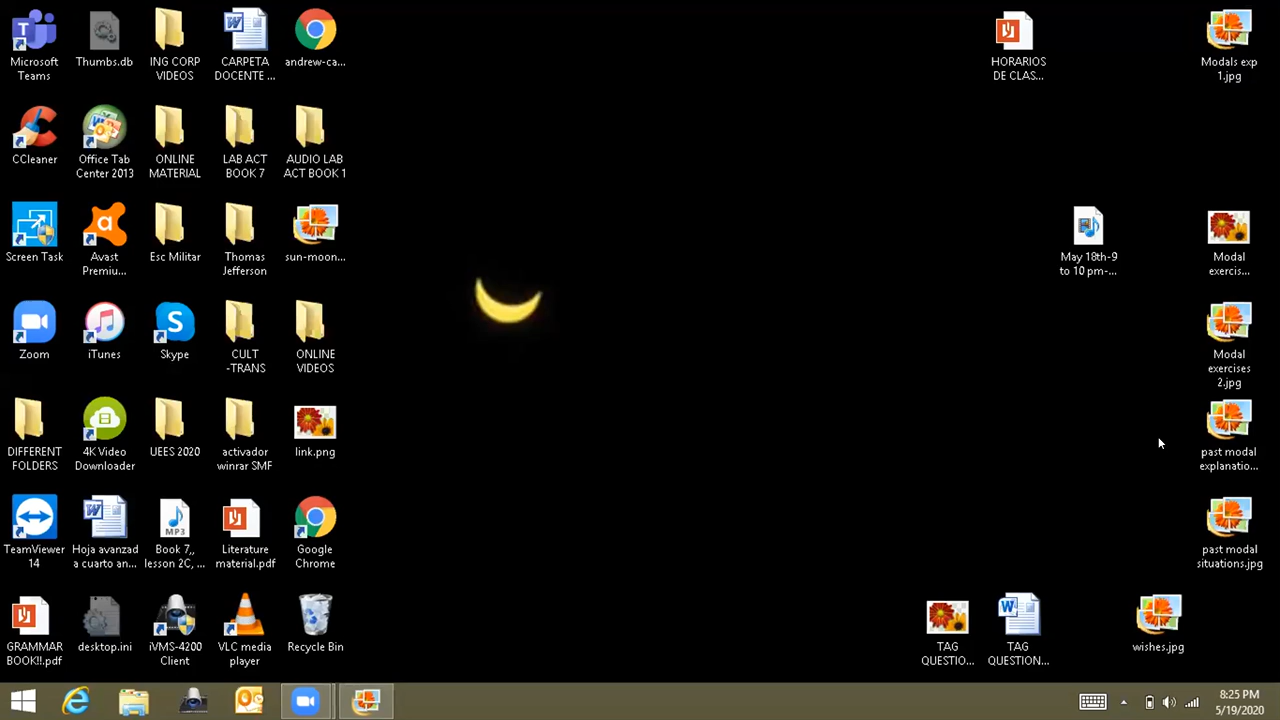 Microsoft
Teams
Thumbs.db
ING CORP
VIDEOS
CARPETA
DOCENTE ...
andrew-ca...
HORARIOS
DE CLAS...
Modals exp
1.jpg
CCleaner
Office Tab
Center 2013
ONLINE
MATERIAL
LAB ACT
BOOK 7
AUDIO LAB
ACT BOOK 1
Screen Task
Avast
Premiu...
Esc Militar
Thomas
Jefferson
sun-moon...
May 18th-9
to 10 pm-...
Modal
exercis...
Zoom
iTunes
Skype
CULT
-TRANS
ONLINE
VIDEOS
Modal
exercises
2.jpg
DIFFERENT
FOLDERS
4K Video
Downloader
UEES 2020
activador
winrar SMF
link.png
past modal
explanatio...
TeamViewer
14
Hoja avanzad
a cuarto an...
MP3
Book 7,,
lesson 2C, ...
Literature
material.pdf
Google
Chrome
past modal
situations.jpg
GRAMMAR
BOOK!!.pdf
desktop.ini
iVMS-4200
Client
VLC media
player
Recycle Bin
TAG
QUESTIO...
TAG
QUESTION...
wishes.jpg
8:25 PM
5/19/2020